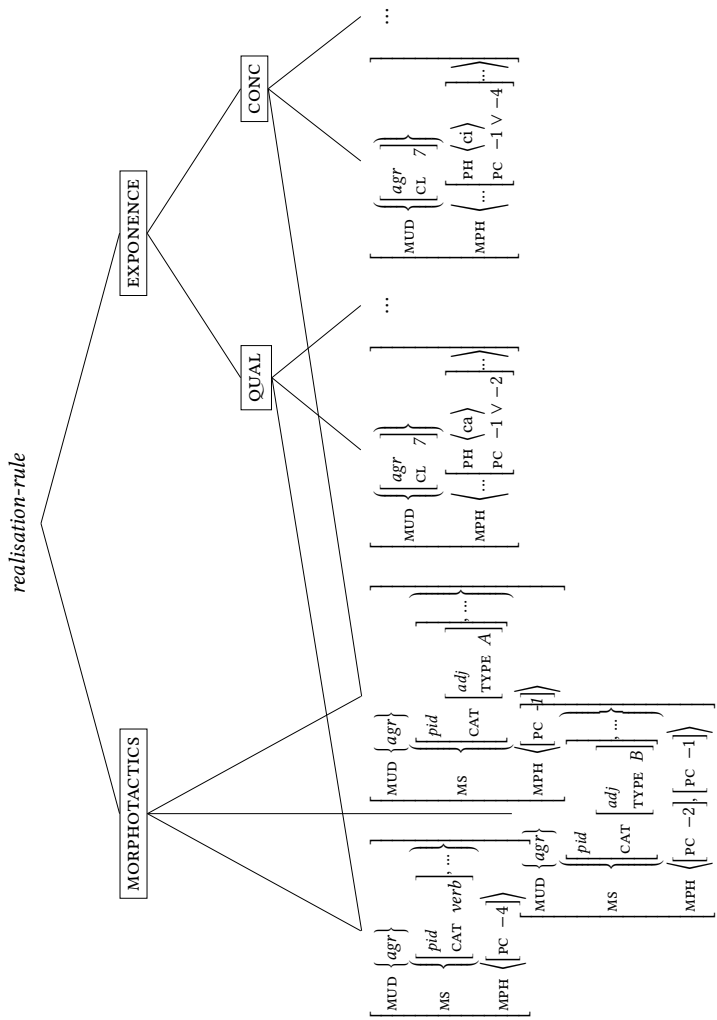 realisation-rule
MORPHOTACTICS
EXPONENCE
QUAL
CONC
MUD {agr}
MS {[pid
CAT verb], ...}
MPH ⟨[PC −4]⟩
MUD {agr}
MS {[pid
CAT [adj
TYPE B]], ...}
MPH ⟨[PC −2], [PC −1]⟩
MUD {agr}
MS {[pid
CAT [adj
TYPE A]], ...}
MPH ⟨[PC -1]⟩
MUD {[agr
CL 7]}
MPH ⟨... [PH ⟨ca⟩
PC −1 ∨ −2] ...⟩
...
MUD {[agr
CL 7]}
MPH ⟨... [PH ⟨ci⟩
PC −1 ∨ −4] ...⟩
...